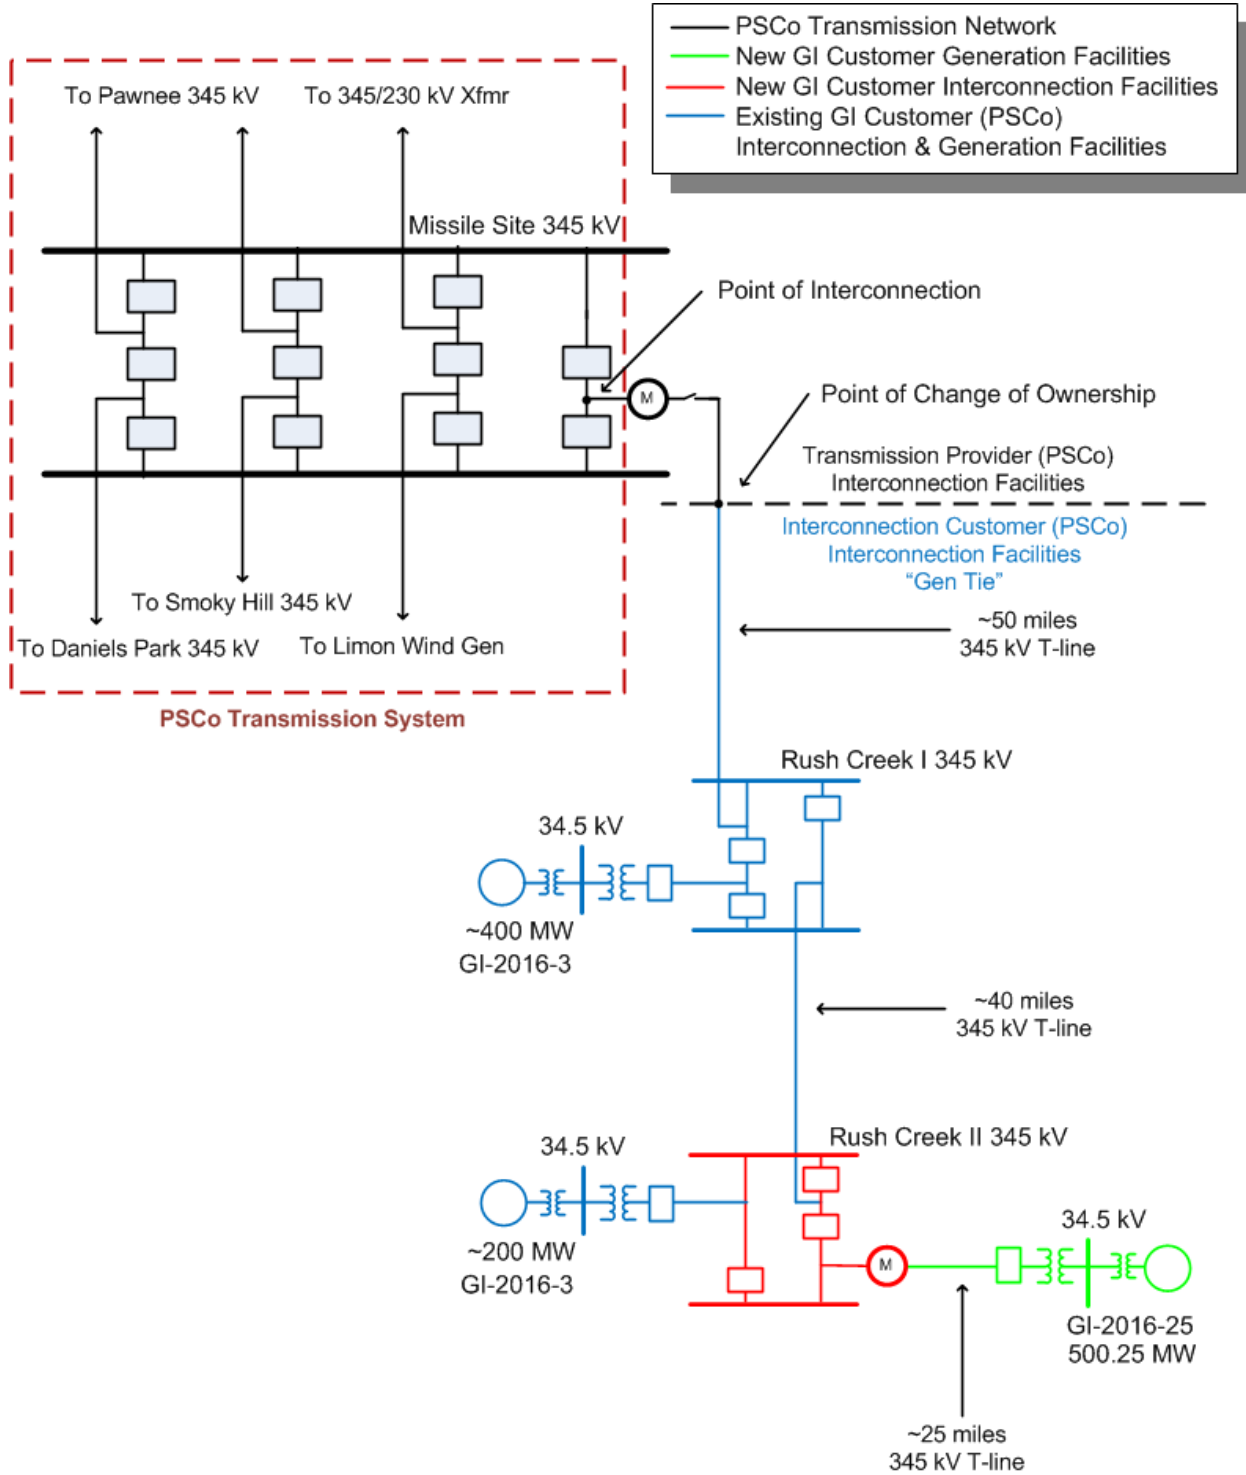 PSCo Transmission Network
New GI Customer Generation Facilities
New GI Customer Interconnection Facilities
Existing GI Customer (PSCo)
Interconnection & Generation Facilities
To Pawnee 345 kV
To 345/230 kV Xfmr
Missile Site 345 kV
Point of Interconnection
M
Point of Change of Ownership
Transmission Provider (PSCo)
Interconnection Facilities
Interconnection Customer (PSCo)
Interconnection Facilities
“Gen Tie”
To Smoky Hill 345 kV
To Daniels Park 345 kV
To Limon Wind Gen
~50 miles
345 kV T-line
PSCo Transmission System
Rush Creek I 345 kV
34.5 kV
~400 MW
GI-2016-3
~40 miles
345 kV T-line
Rush Creek II 345 kV
34.5 kV
~200 MW
GI-2016-3
M
34.5 kV
GI-2016-25
500.25 MW
~25 miles
345 kV T-line